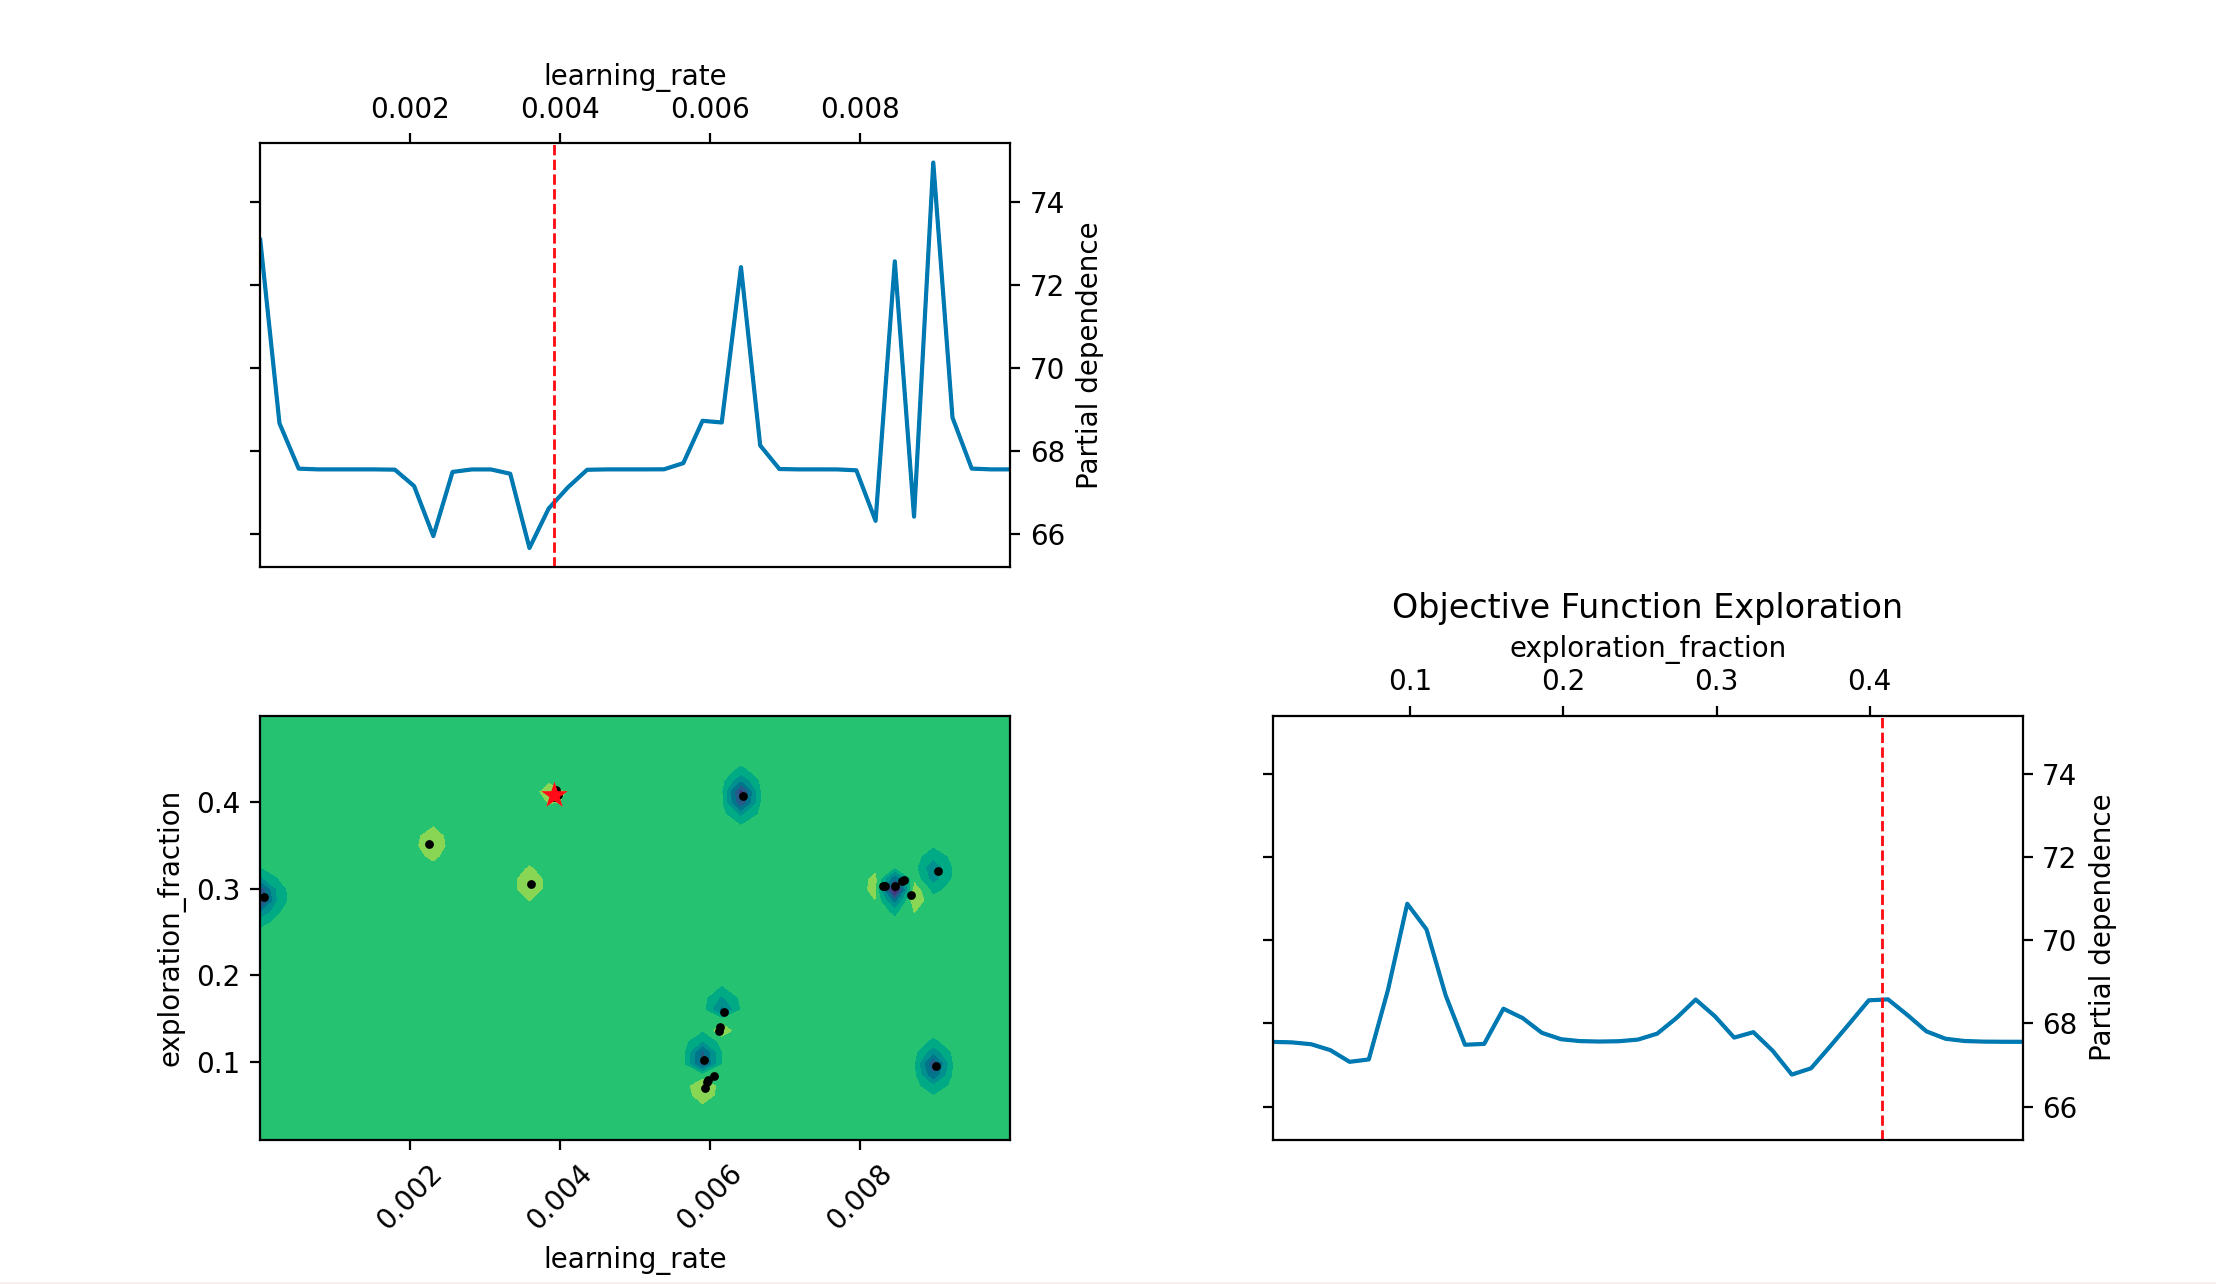 learning_rate
0.002 0.004 0.006 0.008
74
72
70
68
66
Partial dependence
Objective Function Exploration
exploration_fraction
0.1 0.2 0.3 0.4
exploration_fraction
0.4
0.3
0.2
0.1
0.002 0.004 0.006 0.008
learning_rate
74
72
70
68
66
Partial dependence